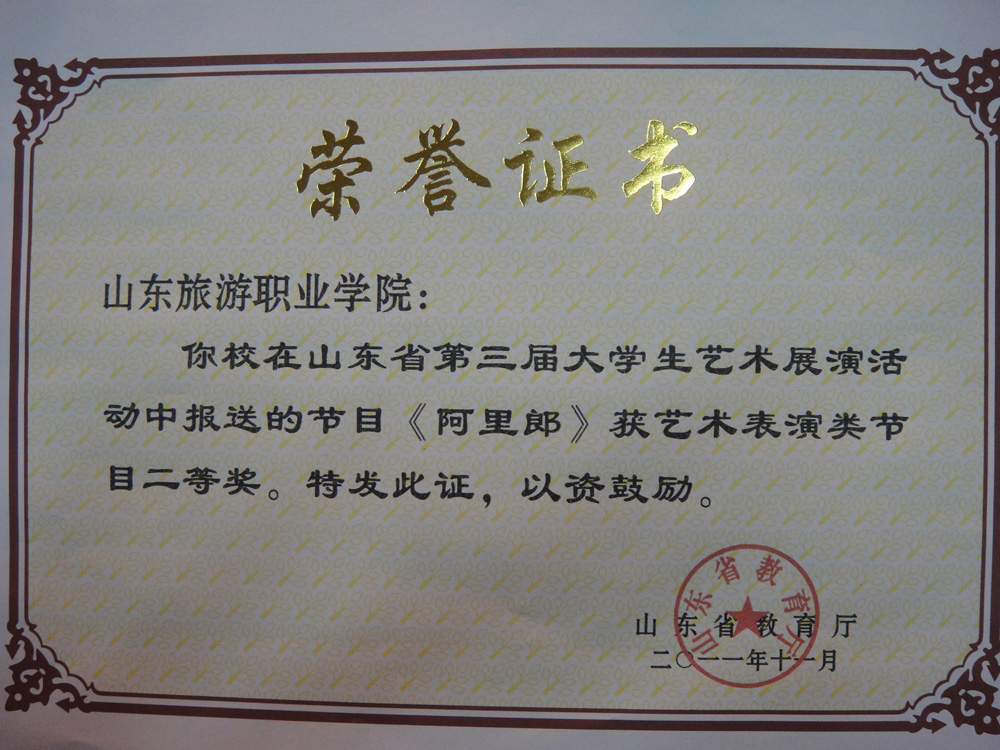 荣誉证书
山东旅游职业学院：
你校在山东省第三届大学生艺术展演活
动中报送的节目《阿里郎》获艺术表演类节
目二等奖。特发此证，以资鼓励。
山东省教育厅
山东省教育厅
二〇一一年十一月